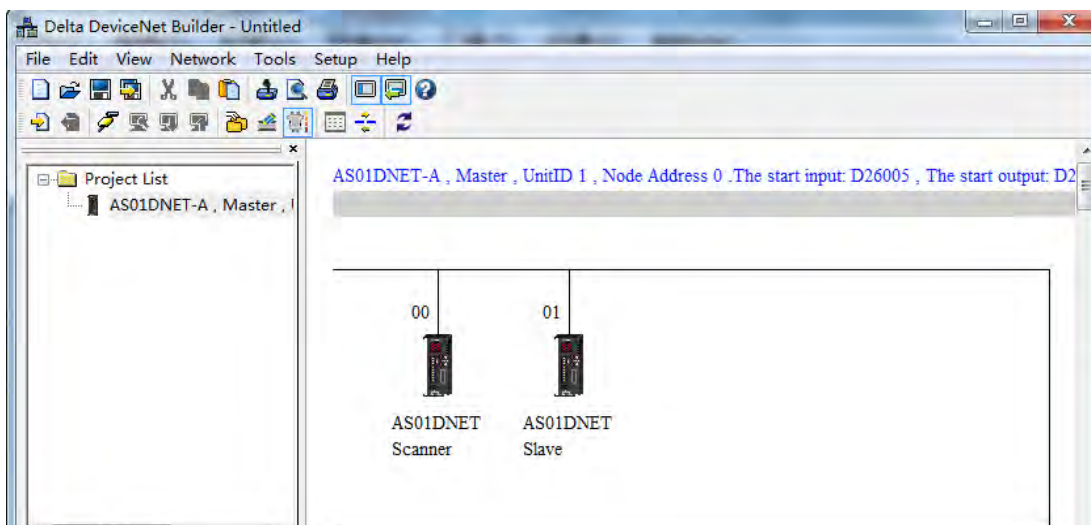 Delta DeviceNet Builder - Untitled
File Edit View Network Tools Setup Help
Project List
AS01DNET-A , Master ,
AS01DNET-A , Master , UnitID 1 , Node Address 0 .The start input: D26005 , The start output: D2
00 01
AS01DNET AS01DNET
Scanner Slave